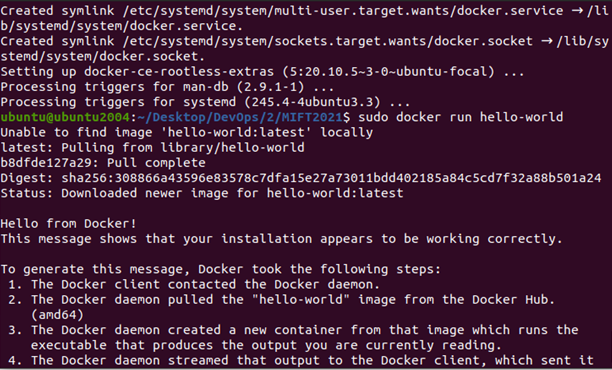 Created symlink /etc/systemd/system/multi-user.target.wants/docker.service → /li
b/systemd/system/docker.service.
Created symlink /etc/systemd/system/sockets.target.wants/docker.socket → /lib/sy
stemd/system/docker.socket.
Setting up docker-ce-rootless-extras (5:20.10.5~3-0~ubuntu-focal) ...
Processing triggers for man-db (2.9.1-1) ...
Processing triggers for systemd (245.4-4ubuntu3.3) ...
ubuntu@ubuntu2004:~/Desktop/DevOps/2/MIFT2021$ sudo docker run hello-world
Unable to find image 'hello-world:latest' locally
latest: Pulling from library/hello-world
b8dfde127a29: Pull complete
Digest: sha256:308866a43596e83578c7dfa15e27a73011bdd402185a84c5cd7f32a88b501a24
Status: Downloaded newer image for hello-world:latest
Hello from Docker!
This message shows that your installation appears to be working correctly.
To generate this message, Docker took the following steps:
1. The Docker client contacted the Docker daemon.
2. The Docker daemon pulled the "hello-world" image from the Docker Hub.
(amd64)
3. The Docker daemon created a new container from that image which runs the
executable that produces the output you are currently reading.
4. The Docker daemon streamed that output to the Docker client, which sent it